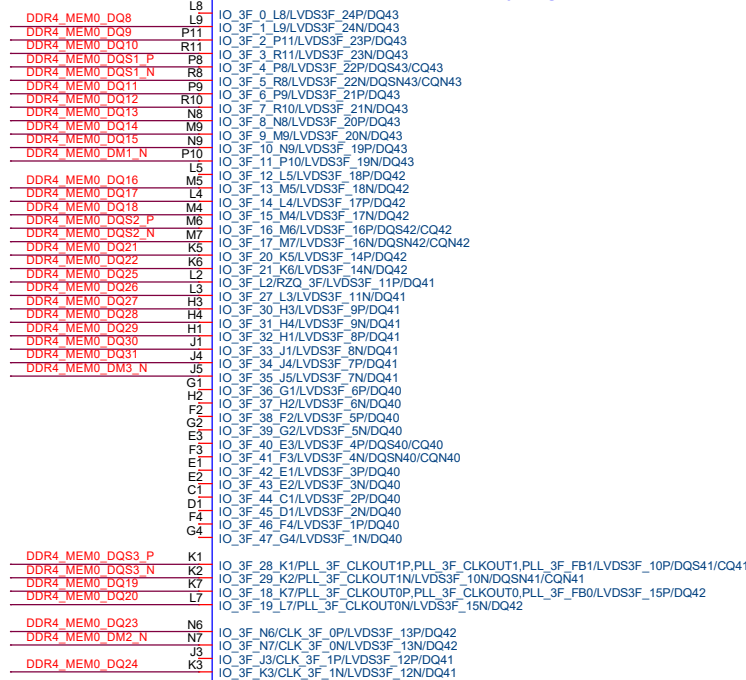 L8 IO_3F_0_L8/LVDS3F_24P/DQ43
DDR4_MEM0_DQ8 L9 IO_3F_1_L9/LVDS3F_24N/DQ43
DDR4_MEM0_DQ9 P11 IO_3F_2_P11/LVDS3F_23P/DQ43
DDR4_MEM0_DQ10 R11 IO_3F_3_R11/LVDS3F_23N/DQ43
DDR4_MEM0_DQS1_P P8 IO_3F_4_P8/LVDS3F_22P/DQS43/CQ43
DDR4_MEM0_DQS1_N R8 IO_3F_5_R8/LVDS3F_22N/DQSN43/CQN43
DDR4_MEM0_DQ11 P9 IO_3F_6_P9/LVDS3F_21P/DQ43
DDR4_MEM0_DQ12 R10 IO_3F_7_R10/LVDS3F_21N/DQ43
DDR4_MEM0_DQ13 N8 IO_3F_8_N8/LVDS3F_20P/DQ43
DDR4_MEM0_DQ14 M9 IO_3F_9_M9/LVDS3F_20N/DQ43
DDR4_MEM0_DQ15 N9 IO_3F_10_N9/LVDS3F_19P/DQ43
DDR4_MEM0_DM1_N P10 IO_3F_11_P10/LVDS3F_19N/DQ43
L5 IO_3F_12_L5/LVDS3F_18P/DQ42
DDR4_MEM0_DQ16 M5 IO_3F_13_M5/LVDS3F_18N/DQ42
DDR4_MEM0_DQ17 L4 IO_3F_14_L4/LVDS3F_17P/DQ42
DDR4_MEM0_DQ18 M4 IO_3F_15_M4/LVDS3F_17N/DQ42
DDR4_MEM0_DQS2_P M6 IO_3F_16_M6/LVDS3F_16P/DQS42/CQ42
DDR4_MEM0_DQS2_N M7 IO_3F_17_M7/LVDS3F_16N/DQSN42/CQN42
DDR4_MEM0_DQ21 K5 IO_3F_20_K5/LVDS3F_14P/DQ42
DDR4_MEM0_DQ22 K6 IO_3F_21_K6/LVDS3F_14N/DQ42
DDR4_MEM0_DQ25 L2 IO_3F_L2/RZQ_3F/LVDS3F_11P/DQ41
DDR4_MEM0_DQ26 L3 IO_3F_27_L3/LVDS3F_11N/DQ41
DDR4_MEM0_DQ27 H3 IO_3F_30_H3/LVDS3F_9P/DQ41
DDR4_MEM0_DQ28 H4 IO_3F_31_H4/LVDS3F_9N/DQ41
DDR4_MEM0_DQ29 H1 IO_3F_32_H1/LVDS3F_8P/DQ41
DDR4_MEM0_DQ30 J1 IO_3F_33_J1/LVDS3F_8N/DQ41
DDR4_MEM0_DQ31 J4 IO_3F_34_J4/LVDS3F_7P/DQ41
DDR4_MEM0_DM3_N J5 IO_3F_35_J5/LVDS3F_7N/DQ41
G1 IO_3F_36_G1/LVDS3F_6P/DQ40
H2 IO_3F_37_H2/LVDS3F_6N/DQ40
F2 IO_3F_38_F2/LVDS3F_5P/DQ40
G2 IO_3F_39_G2/LVDS3F_5N/DQ40
E3 IO_3F_40_E3/LVDS3F_4P/DQS40/CQ40
F3 IO_3F_41_F3/LVDS3F_4N/DQSN40/CQN40
E1 IO_3F_42_E1/LVDS3F_3P/DQ40
E2 IO_3F_43_E2/LVDS3F_3N/DQ40
C1 IO_3F_44_C1/LVDS3F_2P/DQ40
D1 IO_3F_45_D1/LVDS3F_2N/DQ40
F4 IO_3F_46_F4/LVDS3F_1P/DQ40
G4 IO_3F_47_G4/LVDS3F_1N/DQ40
DDR4_MEM0_DQS3_P K1 IO_3F_28_K1/PLL_3F_CLKOUT1P,PLL_3F_CLKOUT1,PLL_3F_FB1/LVDS3F_10P/DQS41/CQ41
DDR4_MEM0_DQS3_N K2 IO_3F_29_K2/PLL_3F_CLKOUT1N/LVDS3F_10N/DQSN41/CQN41
DDR4_MEM0_DQ19 K7 IO_3F_18_K7/PLL_3F_CLKOUT0P,PLL_3F_CLKOUT0,PLL_3F_FB0/LVDS3F_15P/DQ42
DDR4_MEM0_DQ20 L7 IO_3F_19_L7/PLL_3F_CLKOUT0N/LVDS3F_15N/DQ42
DDR4_MEM0_DQ23 N6 IO_3F_N6/CLK_3F_0P/LVDS3F_13P/DQ42
DDR4_MEM0_DM2_N N7 IO_3F_N7/CLK_3F_0N/LVDS3F_13N/DQ42
J3 IO_3F_J3/CLK_3F_1P/LVDS3F_12P/DQ41
DDR4_MEM0_DQ24 K3 IO_3F_K3/CLK_3F_1N/LVDS3F_12N/DQ41